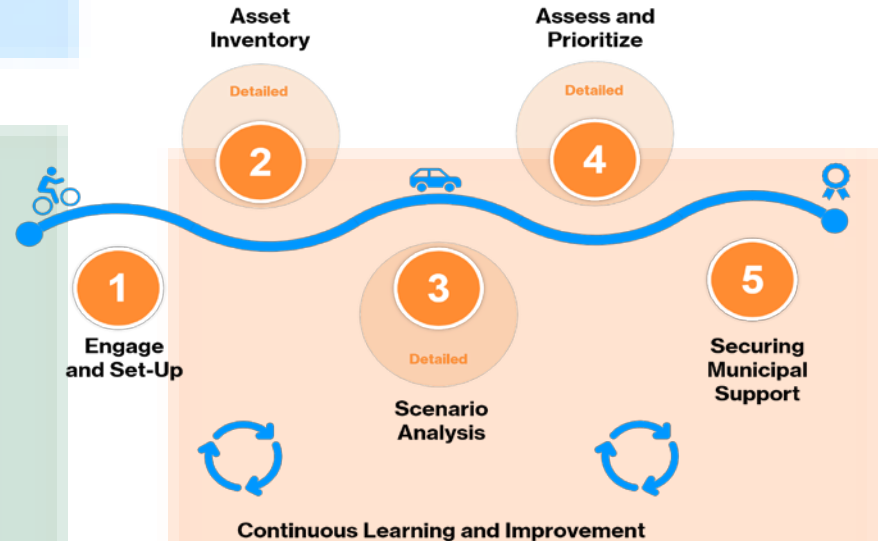 Asset
Inventory
Detailed
2
Assess and
Prioritize
Detailed
4
1
Engage
and Set-Up
3
Detailed
Scenario
Analysis
5
Securing
Municipal
Support
Continuous Learning and Improvement